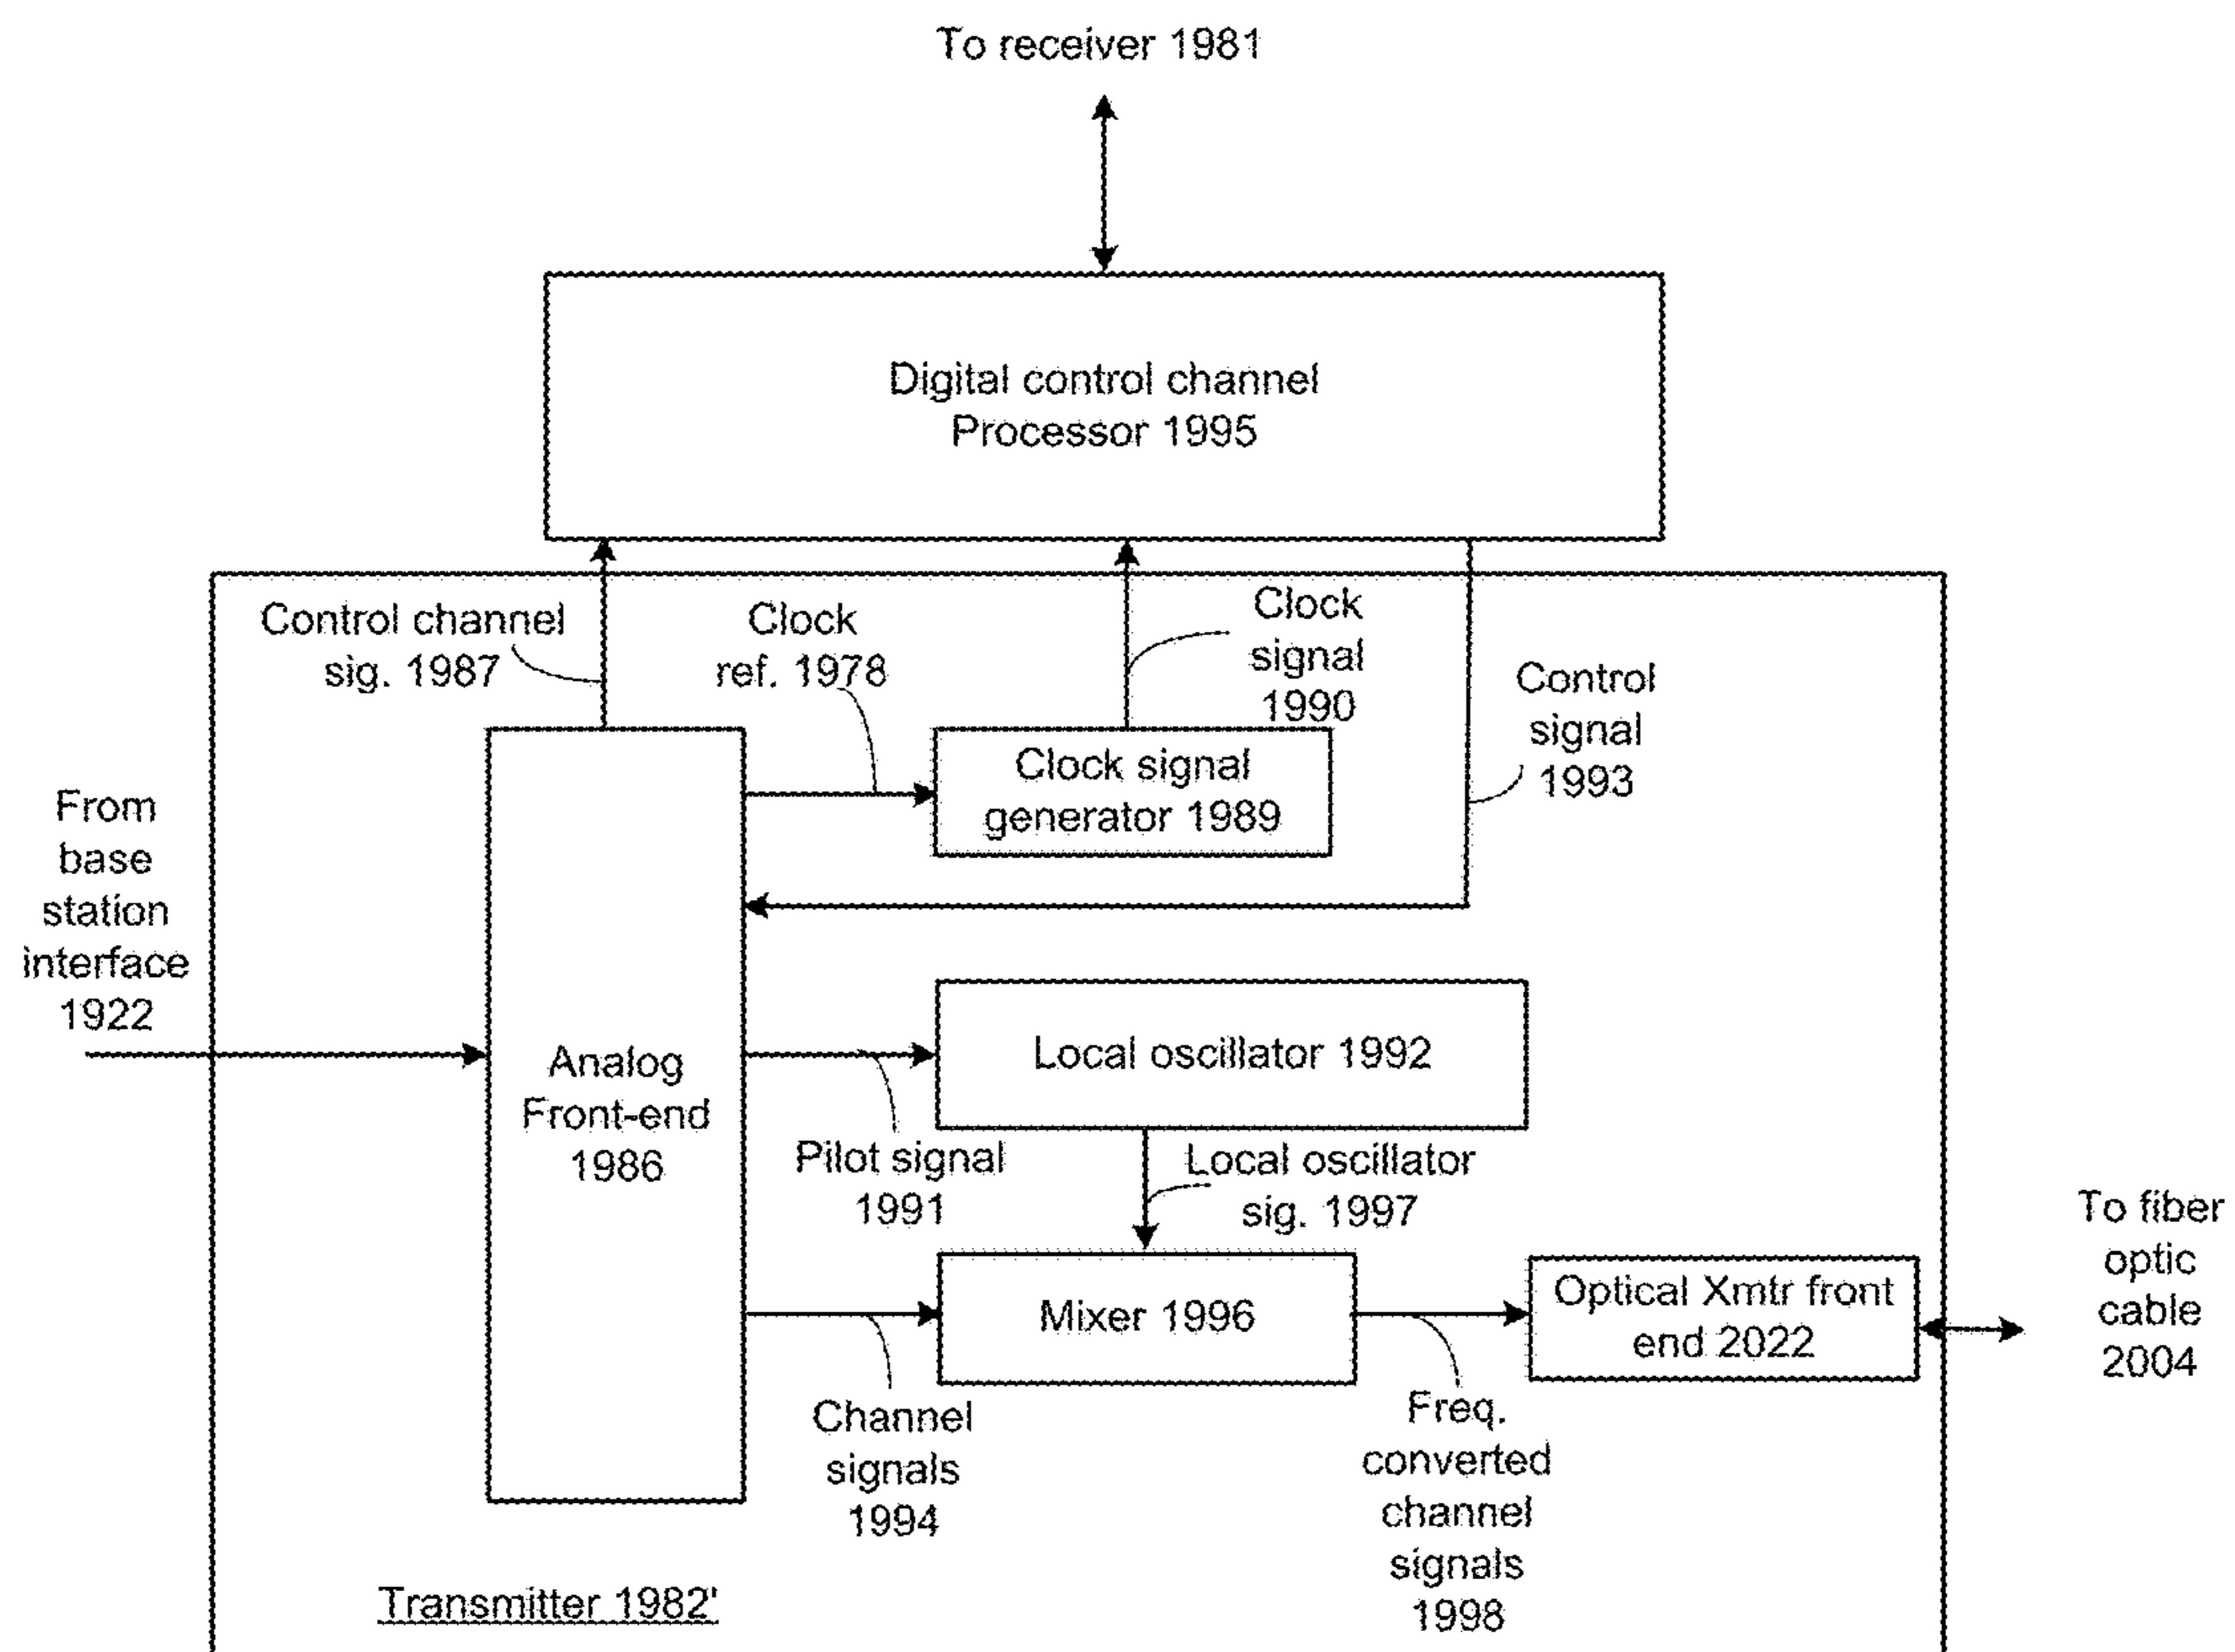 To receiver 1981
Digital control channel
Processor 1995
Control channel
sig. 1987
Clock
ref. 1978
Clock
signal
1990
Control
signal
1993
Clock signal
generator 1989
From
base
station
interface
1922
Analog
Front-end
1986
Local oscillator 1992
Pilot signal
1991
Local oscillator
sig. 1997
To fiber
optic
cable
2004
Mixer 1996
Optical Xmtr front
end 2022
Channel
signals
1994
Freq.
converted
channel
signals
1998
Transmitter 1982'